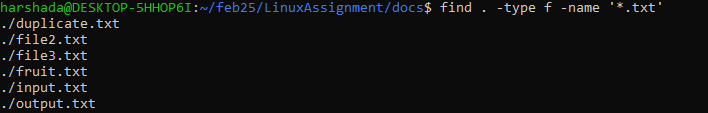 harshada@DESKTOP-5HHOP6I:~/feb25/LinuxAssignment/docs$ find . -type f -name '*.txt'
./duplicate.txt
./file2.txt
./file3.txt
./fruit.txt
./input.txt
./output.txt